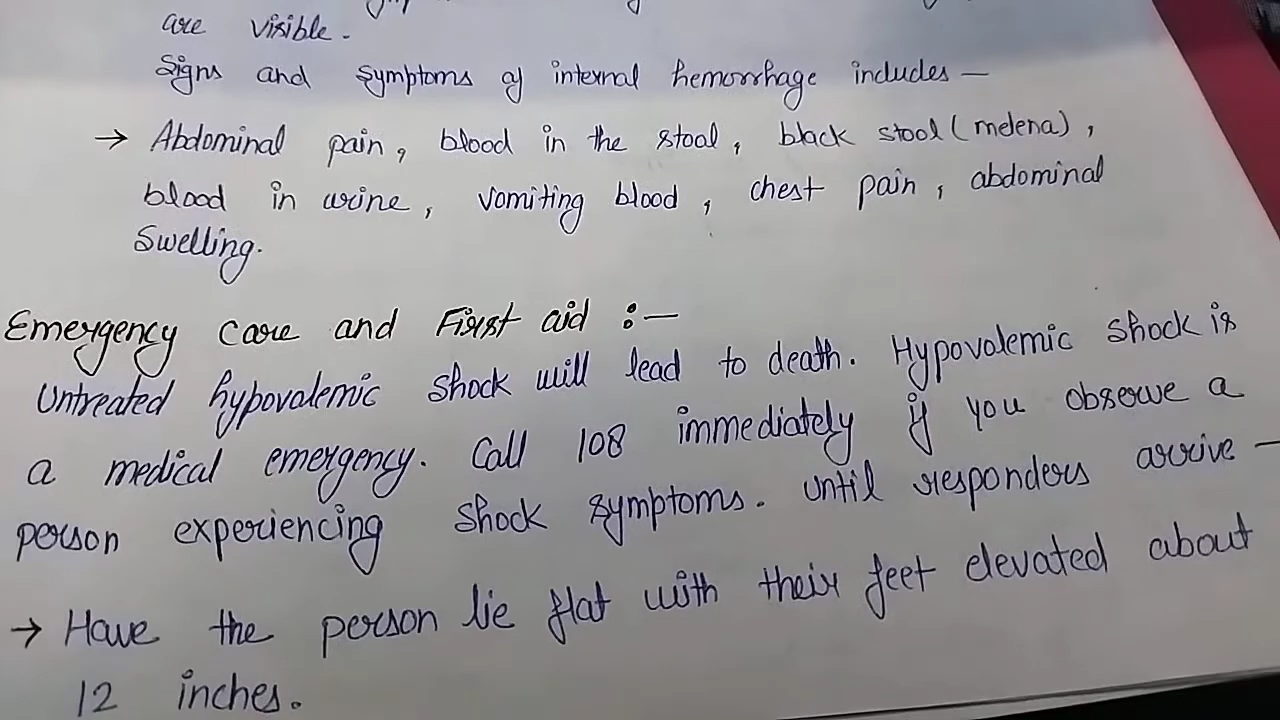 are visible.
Signs and symptoms of internal hemorrhage includes —
→ Abdominal pain, blood in the stool, black stool (melena),
blood in urine, vomiting blood, chest pain, abdominal
swelling.
Emergency care and First aid :—
Untreated hypovolemic shock will lead to death. Hypovolemic shock is
a medical emergency. Call 108 immediately if you observe a
person experiencing shock symptoms. Until responders arrive —
→ Have the person lie flat with their feet elevated about
12 inches.